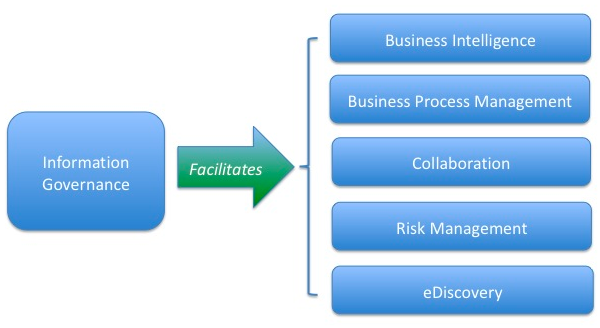 Information
Governance
Facilitates
Business Intelligence
Business Process Management
Collaboration
Risk Management
eDiscovery